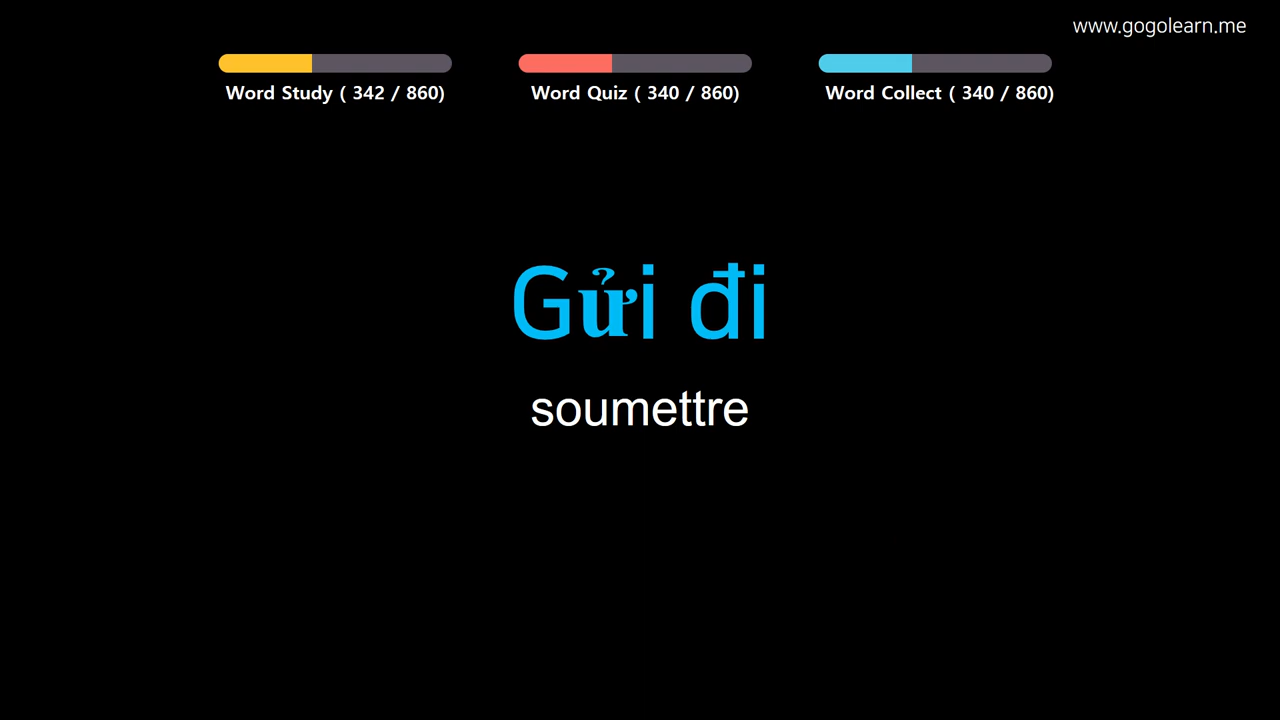 www.gogolearn.me
Word Study ( 342 / 860)
Word Quiz ( 340 / 860)
Word Collect ( 340 / 860)
Gửi đi
soumettre